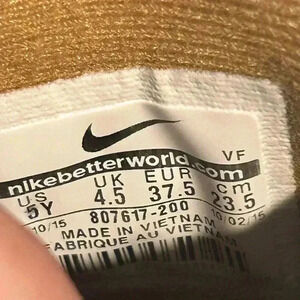 VF
nikebetterworld.com
US UK EUR cm
5Y 4.5 37.5 23.5
10/15 807617-200 10/02/15
MADE IN VIETNAM
FABRIQUE AU VIETNAM